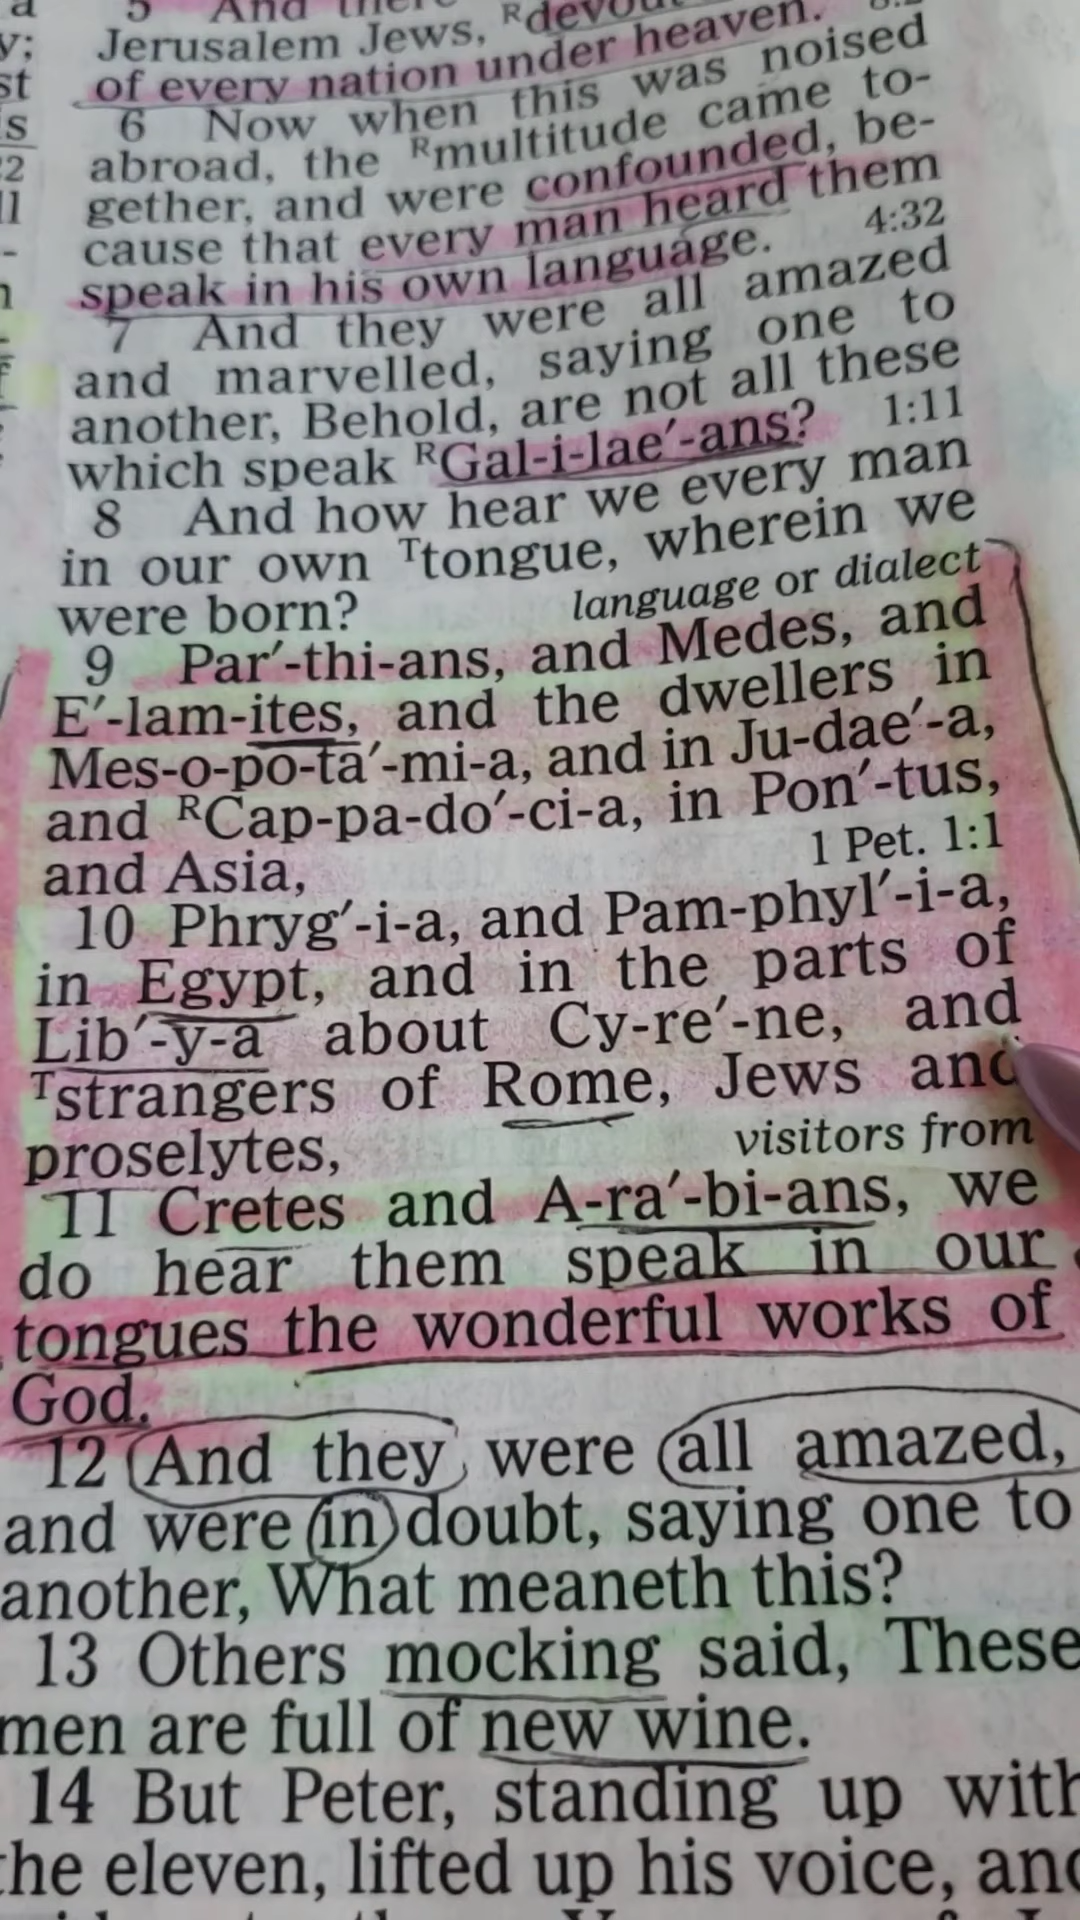 5 And there
Jerusalem Jews, ᴿdevout
of every nation under heaven.
6 Now when this was noised
abroad, the ᴿmultitude came to-
gether, and were confounded, be-
cause that every man heard them
speak in his own language. 4:32
7 And they were all amazed
and marvelled, saying one to
another, Behold, are not all these
which speak ᴿGal-i-lae′-ans? 1:11
8 And how hear we every man
in our own ᵀtongue, wherein we
were born? language or dialect
9 Par′-thi-ans, and Medes, and
E′-lam-ites, and the dwellers in
Mes-o-po-ta′-mi-a, and in Ju-dae′-a,
and ᴿCap-pa-do′-ci-a, in Pon′-tus,
and Asia, 1 Pet. 1:1
10 Phryg′-i-a, and Pam-phyl′-i-a,
in Egypt, and in the parts of
Lib′-y-a about Cy-re′-ne, and
ᵀstrangers of Rome, Jews and
proselytes, visitors from
11 Cretes and A-ra′-bi-ans, we
do hear them speak in our
tongues the wonderful works of
God.
12 And they were all amazed,
and were in doubt, saying one to
another, What meaneth this?
13 Others mocking said, These
men are full of new wine.
14 But Peter, standing up with
the eleven, lifted up his voice, and